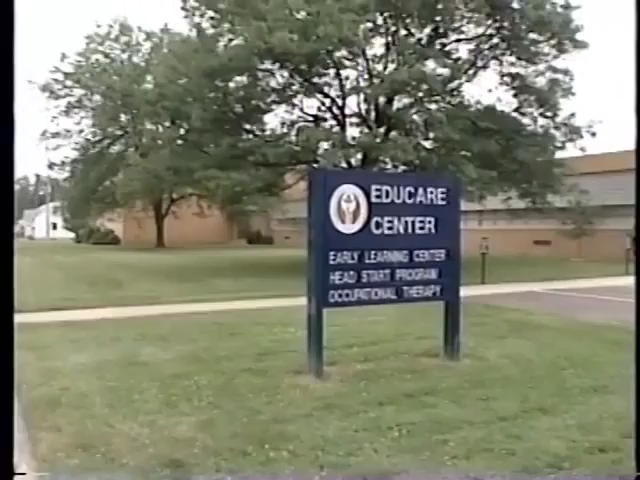 EDUCARE
CENTER
EARLY LEARNING CENTER
HEAD START PROGRAM
OCCUPATIONAL THERAPY